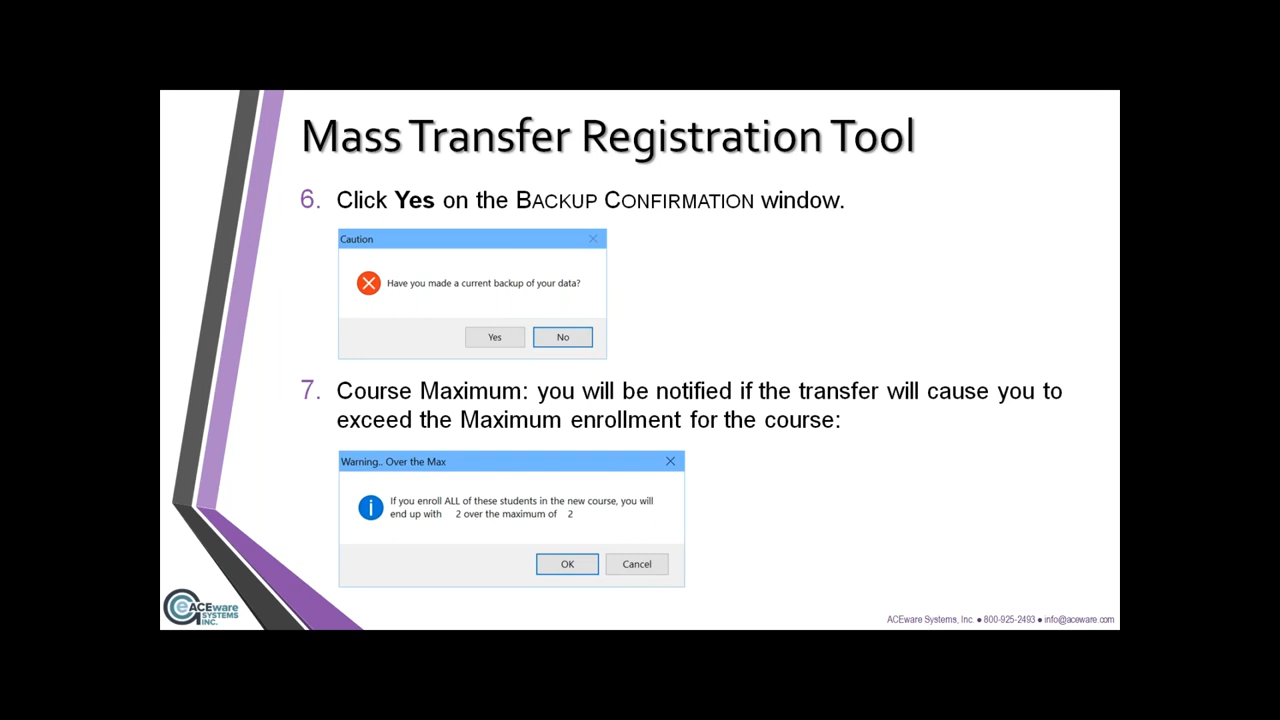 Mass Transfer Registration Tool
6. Click Yes on the BACKUP CONFIRMATION window.
Caution
Have you made a current backup of your data?
Yes No
7. Course Maximum: you will be notified if the transfer will cause you to
exceed the Maximum enrollment for the course:
Warning.. Over the Max
If you enroll ALL of these students in the new course, you will
end up with 2 over the maximum of 2
OK Cancel
eACEware
SYSTEMS
INC.
ACEware Systems, Inc. ● 800-925-2493 ● info@aceware.com